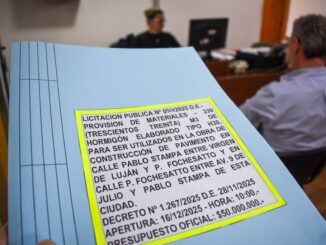 LICITACION PUBLICA N° 050/2025 D.E.
PROVISION DE MATERIALES - 330
(TRESCIENTOS TREINTA) M3 DE
HORMIGÓN ELABORADO TIPO H30,
PARA SER UTILIZADOS EN LA OBRA DE
CONSTRUCCIÓN DE PAVIMENTO EN
CALLE PABLO STAMPA ENTRE VIRGEN
DE LUJÁN Y P. FOCHESATTO Y EN
CALLE P. FOCHESATTO ENTRE AV. 9 DE
JULIO Y PABLO STAMPA DE ESTA
CIUDAD.
DECRETO N° 1.267/2025 D.E. 28/11/2025
APERTURA: 16/12/2025 - HORA: 10:00.-
PRESUPUESTO OFICIAL: $50.000.000.-